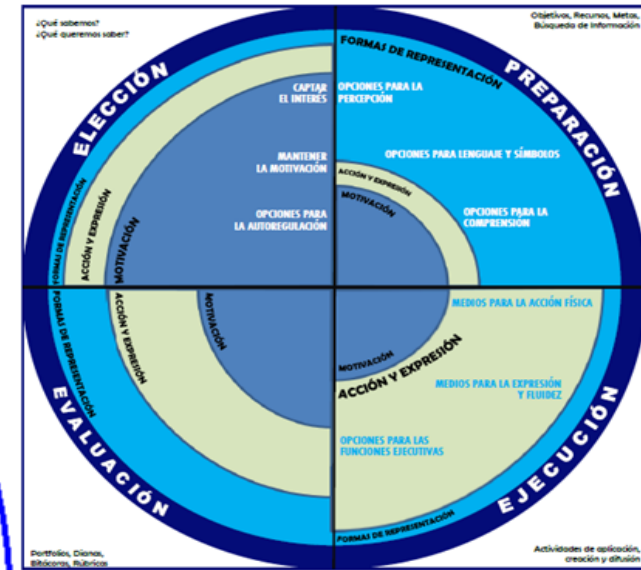 ¿Qué sabemos?
¿Qué queremos saber?
Objetivos, Recursos, Metas,
Búsqueda de Información
ELECCIÓN
FORMAS DE REPRESENTACIÓN
ACCIÓN Y EXPRESIÓN
MOTIVACIÓN
CAPTAR
EL INTERÉS
MANTENER
LA MOTIVACIÓN
OPCIONES PARA
LA AUTOREGULACIÓN
PREPARACIÓN
FORMAS DE REPRESENTACIÓN
OPCIONES PARA LA
PERCEPCIÓN
OPCIONES PARA LENGUAJE Y SÍMBOLOS
OPCIONES PARA LA
COMPRENSIÓN
ACCIÓN Y EXPRESIÓN
MOTIVACIÓN
EVALUACIÓN
FORMAS DE REPRESENTACIÓN
ACCIÓN Y EXPRESIÓN
MOTIVACIÓN
MOTIVACIÓN
ACCIÓN Y EXPRESIÓN
MEDIOS PARA LA ACCIÓN FÍSICA
MEDIOS PARA LA EXPRESIÓN
Y FLUIDEZ
OPCIONES PARA LAS
FUNCIONES EJECUTIVAS
FORMAS DE REPRESENTACIÓN
EJECUCIÓN
Portfolios, Dianas,
Bitácoras, Rúbricas
Actividades de aplicación,
creación y difusión